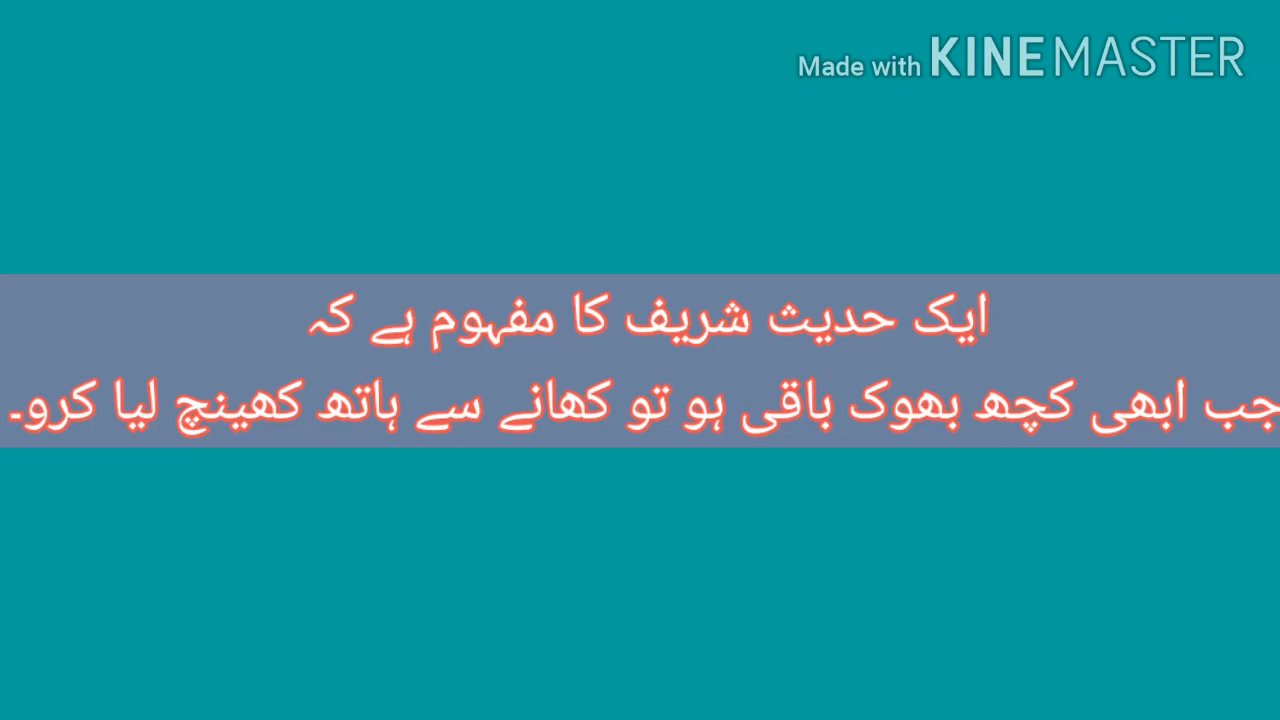 Made with KINEMASTER
ایک حدیث شریف کا مفہوم ہے کہ
جب ابھی کچھ بھوک باقی ہو تو کھانے سے ہاتھ کھینچ لیا کرو۔